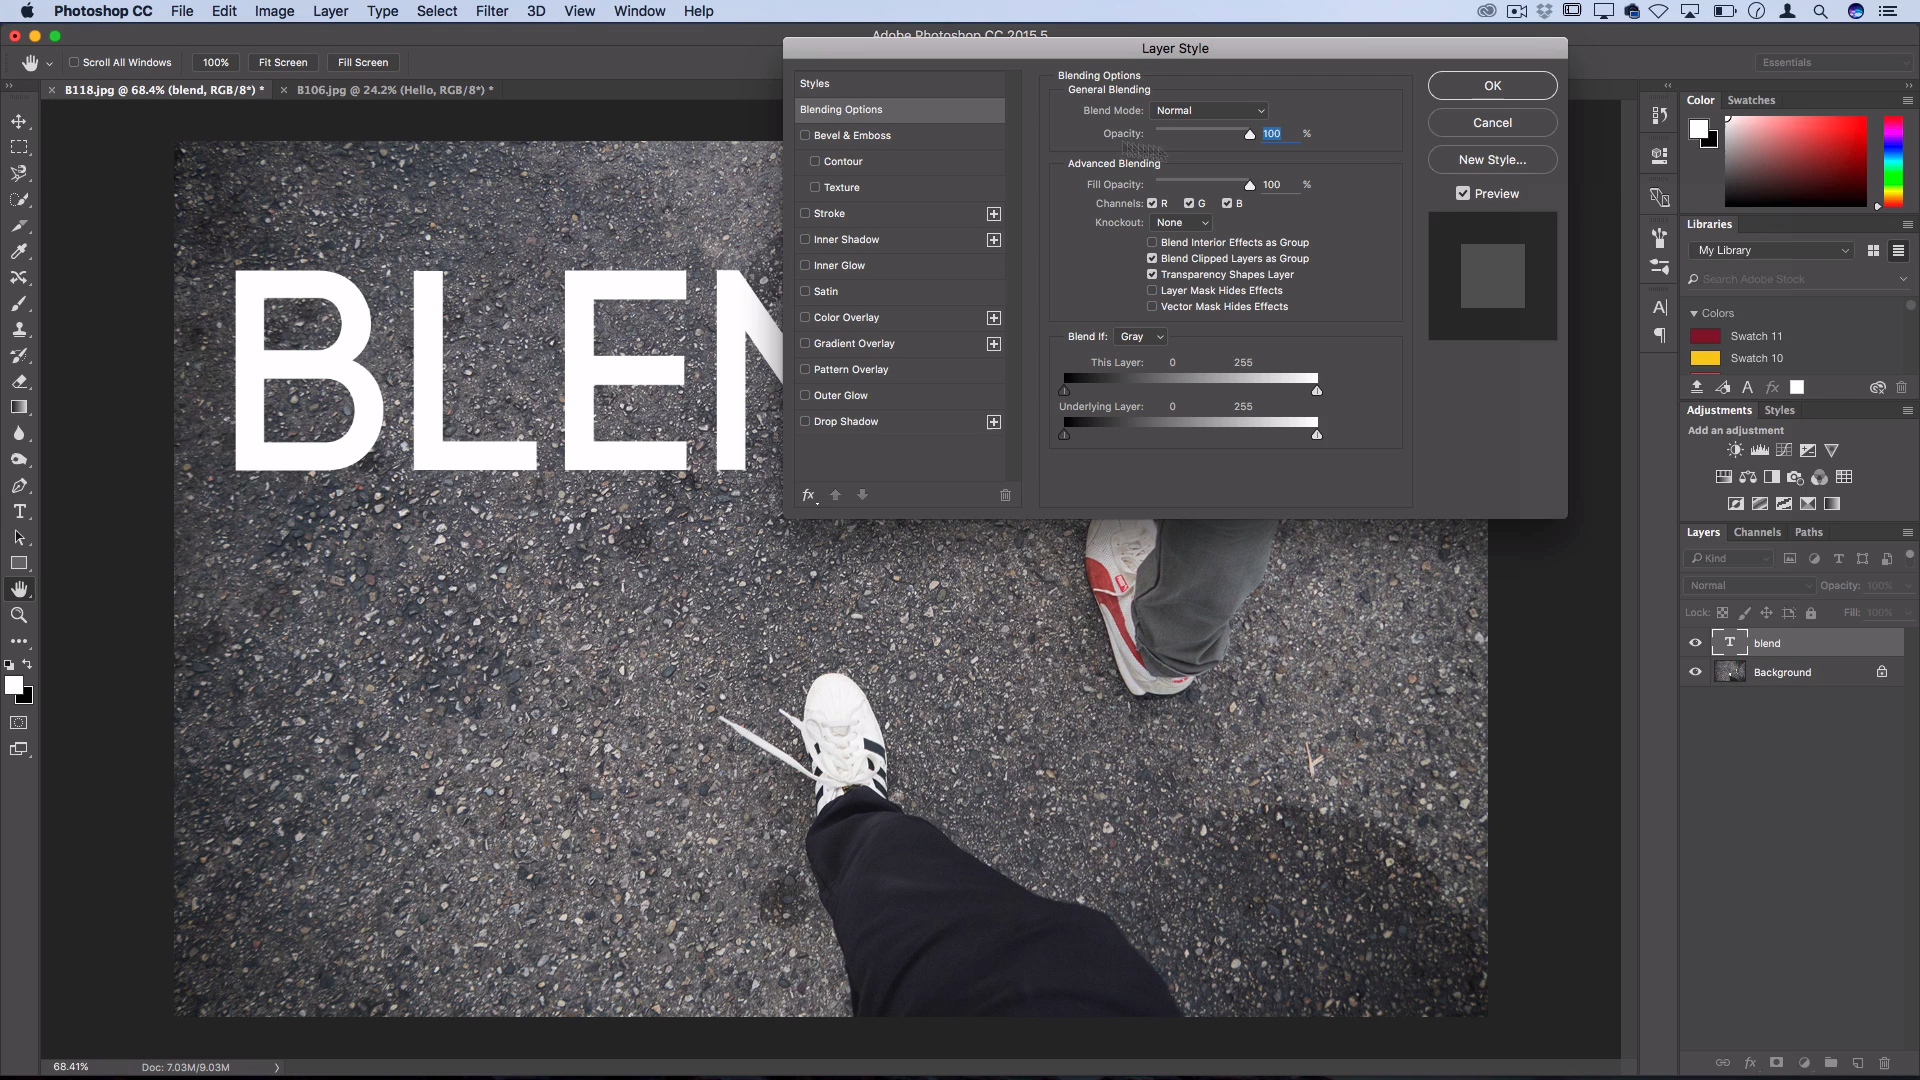 Photoshop CC File Edit Image Layer Type Select Filter 3D View Window Help
Adobe Photoshop CC 2015.5
Scroll All Windows 100% Fit Screen Fill Screen
Essentials
B118.jpg @ 68.4% (blend, RGB/8*) * B106.jpg @ 24.2% (Hello, RGB/8*) *
BLEN
Layer Style
Styles
Blending Options
Bevel & Emboss
Contour
Texture
Stroke
Inner Shadow
Inner Glow
Satin
Color Overlay
Gradient Overlay
Pattern Overlay
Outer Glow
Drop Shadow
fx
Blending Options
General Blending
Blend Mode: Normal
Opacity: 100 %
Advanced Blending
Fill Opacity: 100 %
Channels: R G B
Knockout: None
Blend Interior Effects as Group
Blend Clipped Layers as Group
Transparency Shapes Layer
Layer Mask Hides Effects
Vector Mask Hides Effects
Blend If: Gray
This Layer: 0 255
Underlying Layer: 0 255
OK
Cancel
New Style...
Preview
Color Swatches
Libraries
My Library
Search Adobe Stock
Colors
Swatch 11
Swatch 10
fx
Adjustments Styles
Add an adjustment
Layers Channels Paths
Kind
Normal Opacity: 100%
Lock: Fill: 100%
T blend
Background
fx
68.41% Doc: 7.03M/9.03M